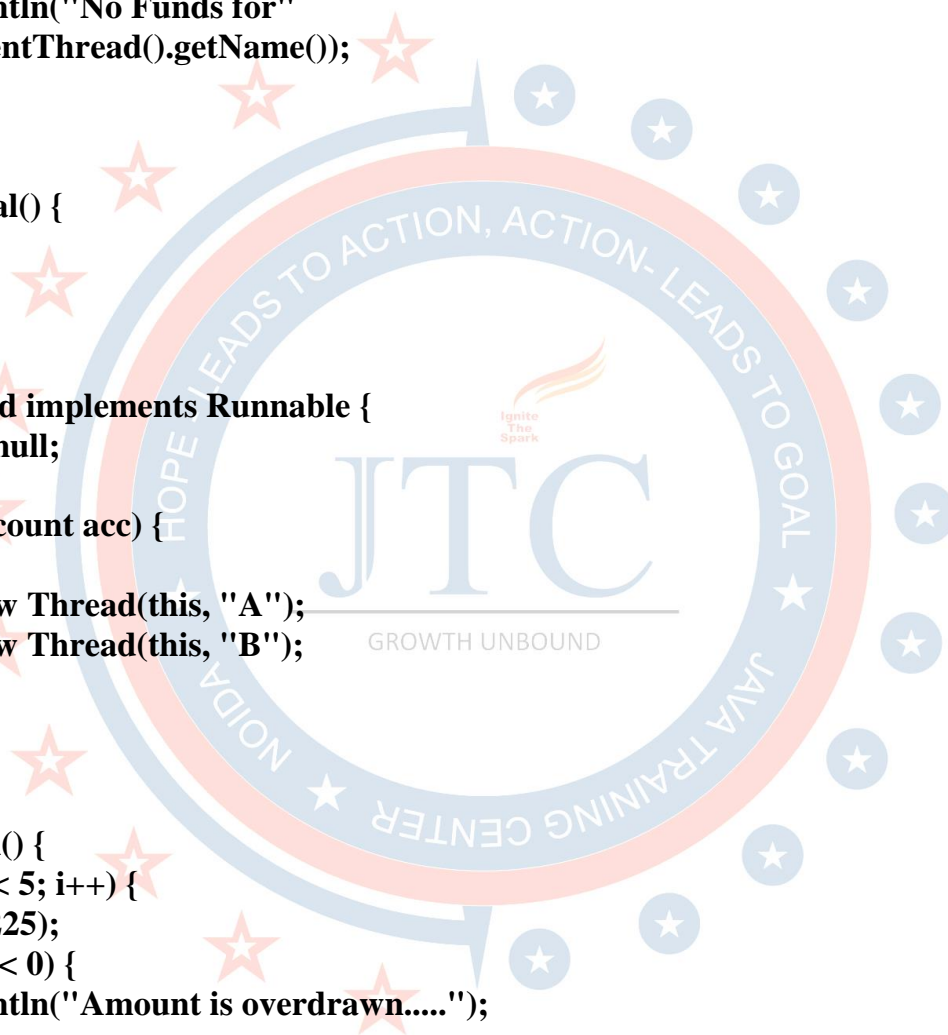 ntln("No Funds for"
entThread().getName());
al() {
d implements Runnable {
null;
count acc) {
w Thread(this, "A");
w Thread(this, "B");
() {
< 5; i++) {
25);
< 0) {
ntln("Amount is overdrawn.....");
HOPE - LEADS TO ACTION, ACTION- LEADS TO GOAL
Ignite
The
Spark
JTC
GROWTH UNBOUND
NOIDA
JAVA TRAINING CENTER